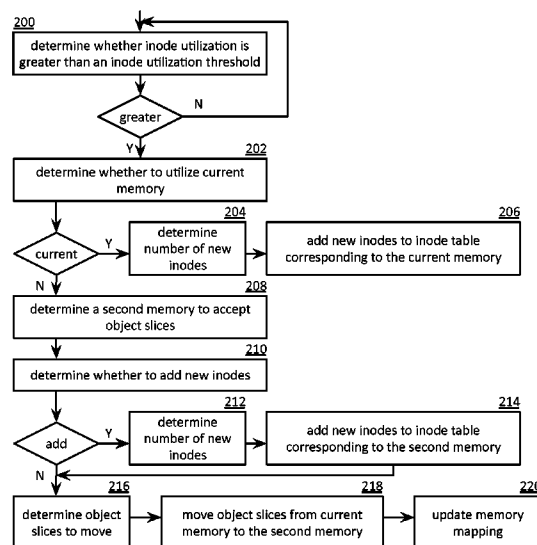 200
determine whether inode utilization is
greater than an inode utilization threshold
N
greater
Y
202
determine whether to utilize current
memory
204
206
current
Y
determine
number of new
inodes
add new inodes to inode table
corresponding to the current memory
N
208
determine a second memory to accept
object slices
210
determine whether to add new inodes
212
214
add
Y
determine
number of new
inodes
add new inodes to inode table
corresponding to the second memory
N
216
218
220
determine object
slices to move
move object slices from current
memory to the second memory
update memory
mapping